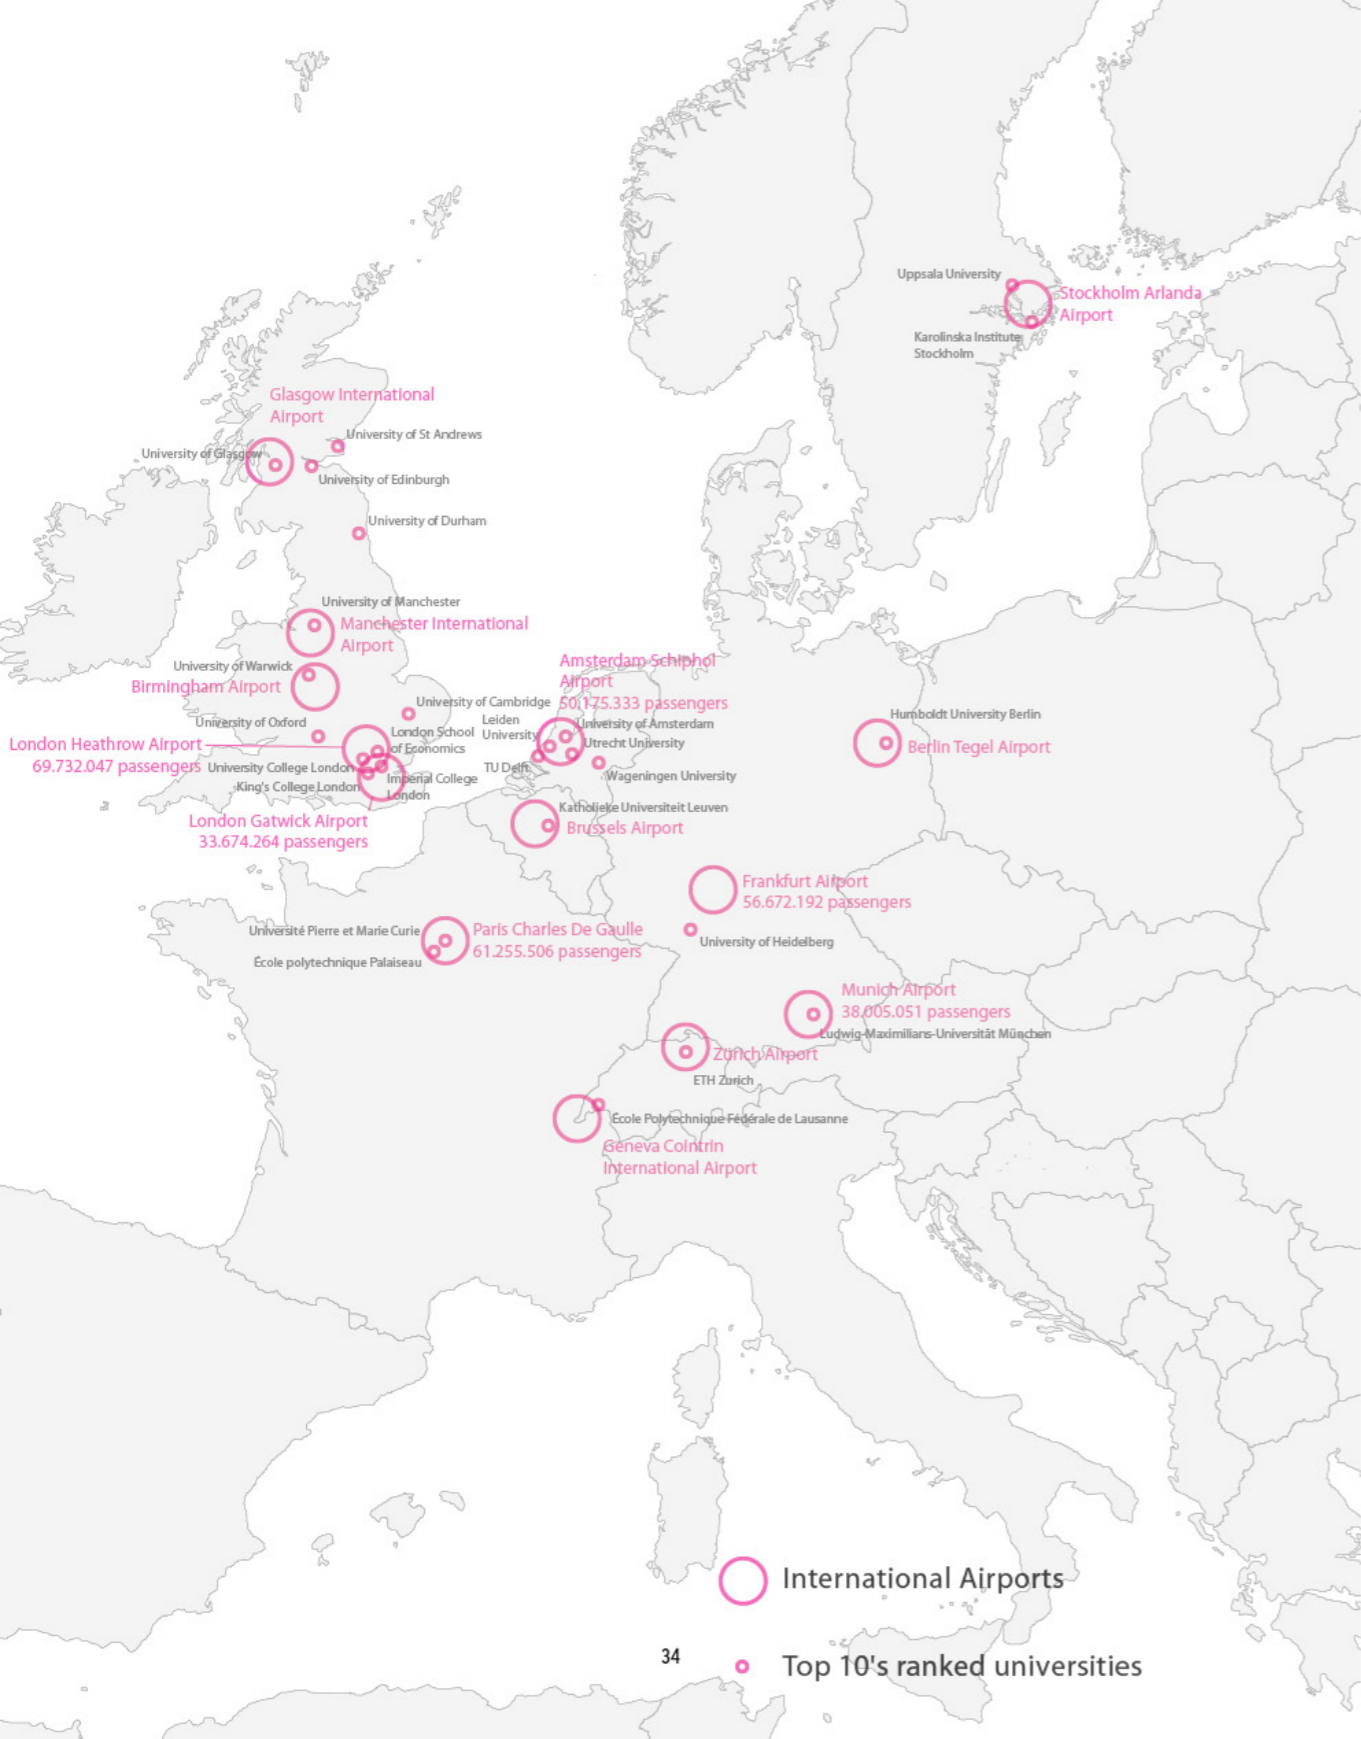 Uppsala University
Stockholm Arlanda
Airport
Karolinska Institute
Stockholm
Glasgow International
Airport
University of St Andrews
University of Glasgow
University of Edinburgh
University of Durham
University of Manchester
Manchester International
Airport
University of Warwick
Birmingham Airport
Amsterdam Schiphol
Airport
50.175.333 passengers
University of Cambridge
Leiden
University
University of Amsterdam
Utrecht University
TU Delft
Wageningen University
University of Oxford
London School
of Economics
London Heathrow Airport
69.732.047 passengers
University College London
King's College London
Imperial College
London
London Gatwick Airport
33.674.264 passengers
Humboldt University Berlin
Berlin Tegel Airport
Katholieke Universiteit Leuven
Brussels Airport
Frankfurt Airport
56.672.192 passengers
University of Heidelberg
Université Pierre et Marie Curie
Paris Charles De Gaulle
61.255.506 passengers
École polytechnique Palaiseau
Munich Airport
38.005.051 passengers
Ludwig-Maximilians-Universität München
Zürich Airport
ETH Zurich
École Polytechnique Fédérale de Lausanne
Geneva Cointrin
International Airport
International Airports
34
Top 10's ranked universities